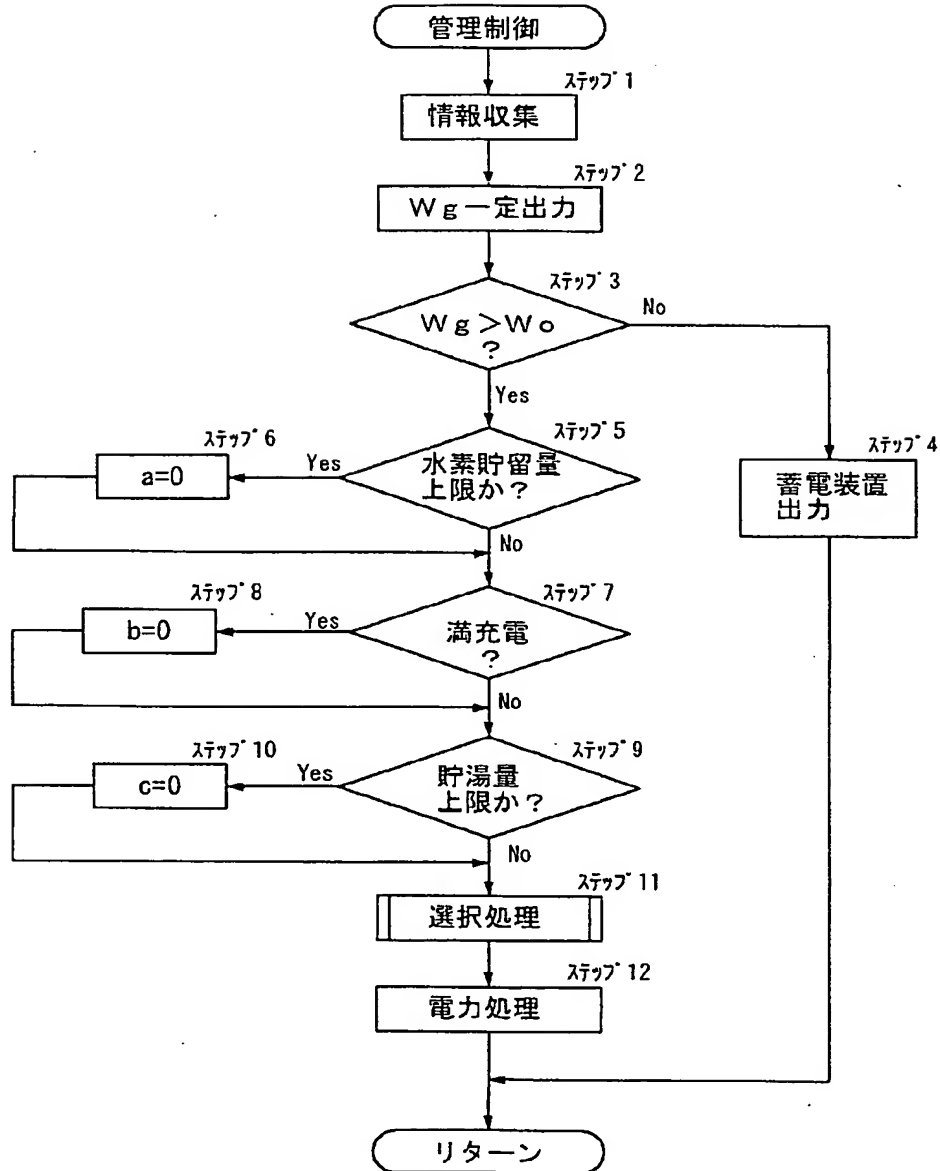 管理制御
ステップ1
情報収集
ステップ2
Wg一定出力
ステップ3
Wg>Wo
?
No
Yes
ステップ4
蓄電装置
出力
ステップ5
水素貯留量
上限か?
Yes
ステップ6
a=0
No
ステップ7
満充電
?
Yes
ステップ8
b=0
No
ステップ9
貯湯量
上限か?
Yes
ステップ10
c=0
No
ステップ11
選択処理
ステップ12
電力処理
リターン